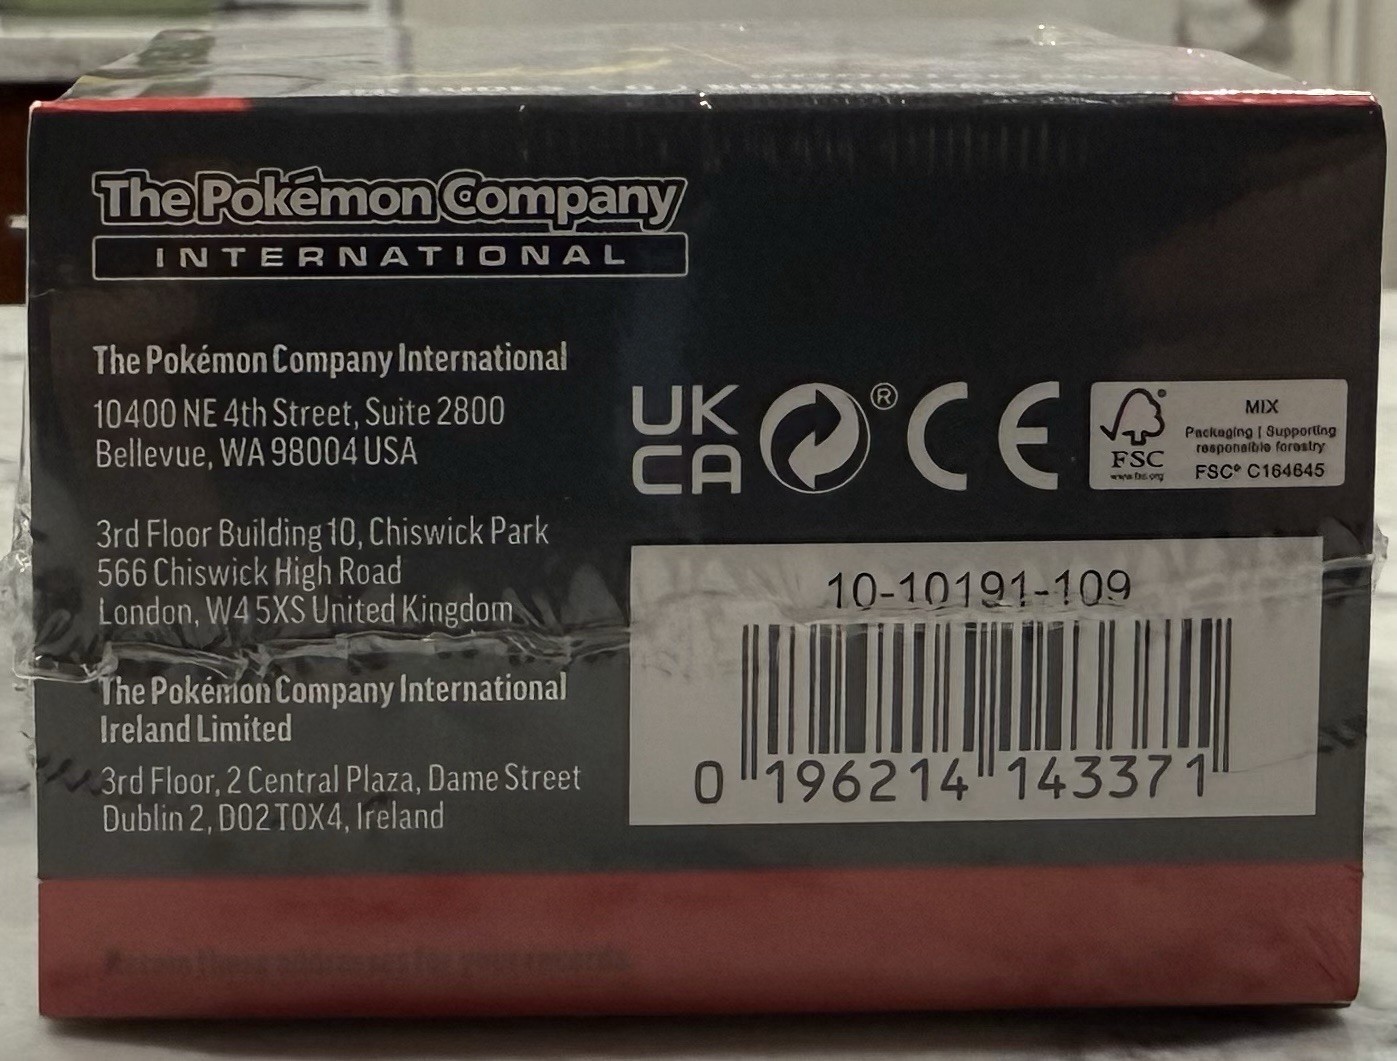 The Pokémon Company
INTERNATIONAL
The Pokémon Company International
10400 NE 4th Street, Suite 2800
Bellevue, WA 98004 USA
3rd Floor Building 10, Chiswick Park
566 Chiswick High Road
London, W4 5XS United Kingdom
The Pokémon Company International
Ireland Limited
3rd Floor, 2 Central Plaza, Dame Street
Dublin 2, D02 T0X4, Ireland
UK
CA
®
CE
FSC
www.fsc.org
MIX
Packaging | Supporting
responsible forestry
FSC® C164645
10-10191-109
0 196214 143371